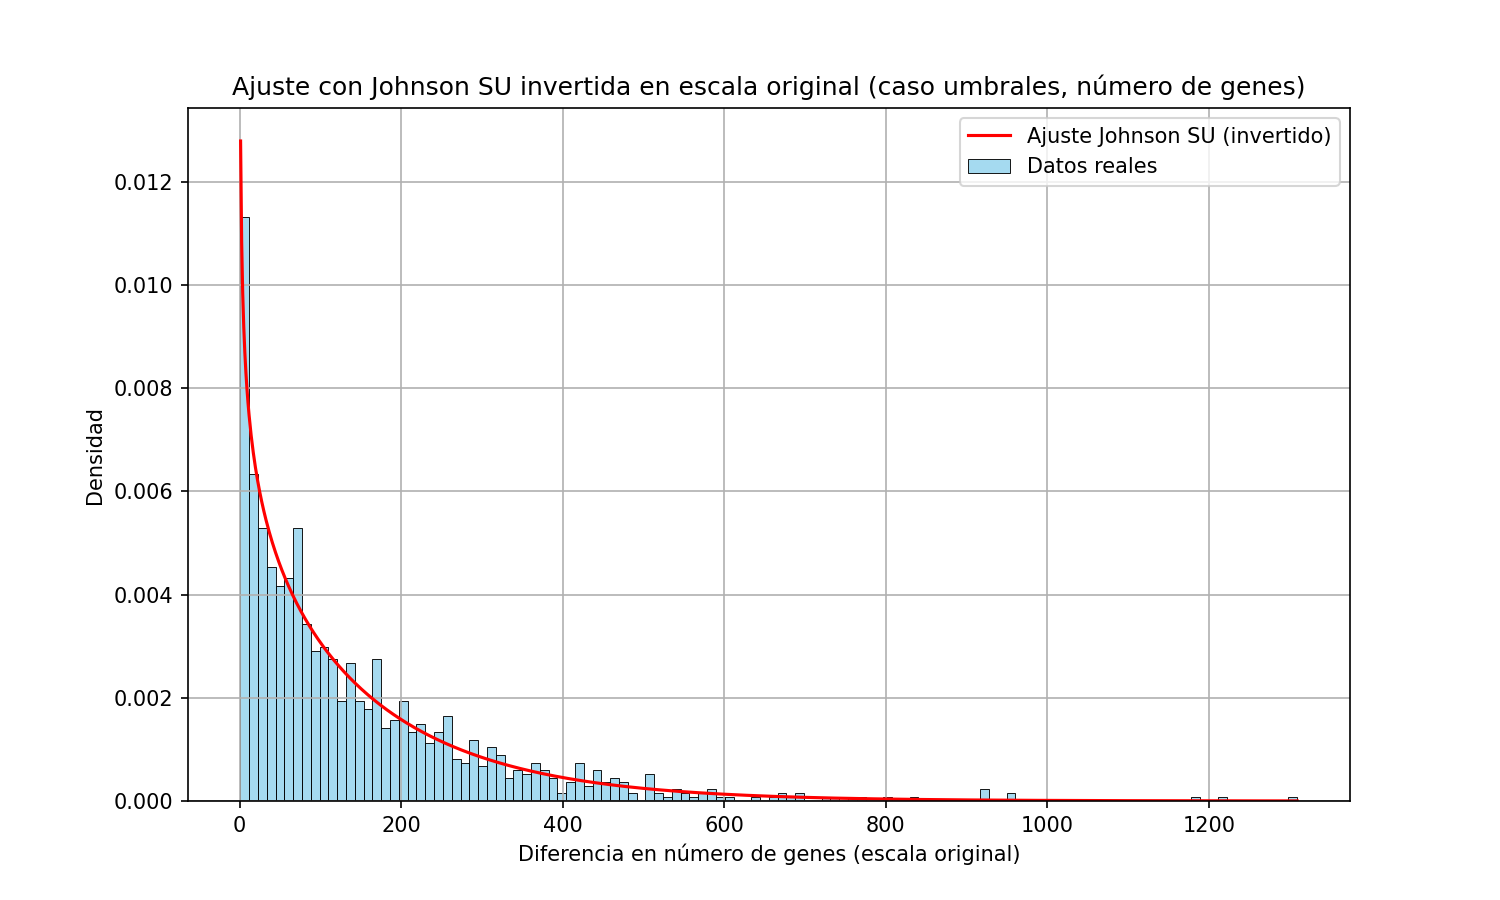 Ajuste con Johnson SU invertida en escala original (caso umbrales, número de genes)
Ajuste Johnson SU (invertido)
Datos reales
Densidad
0.012
0.010
0.008
0.006
0.004
0.002
0.000
0 200 400 600 800 1000 1200
Diferencia en número de genes (escala original)